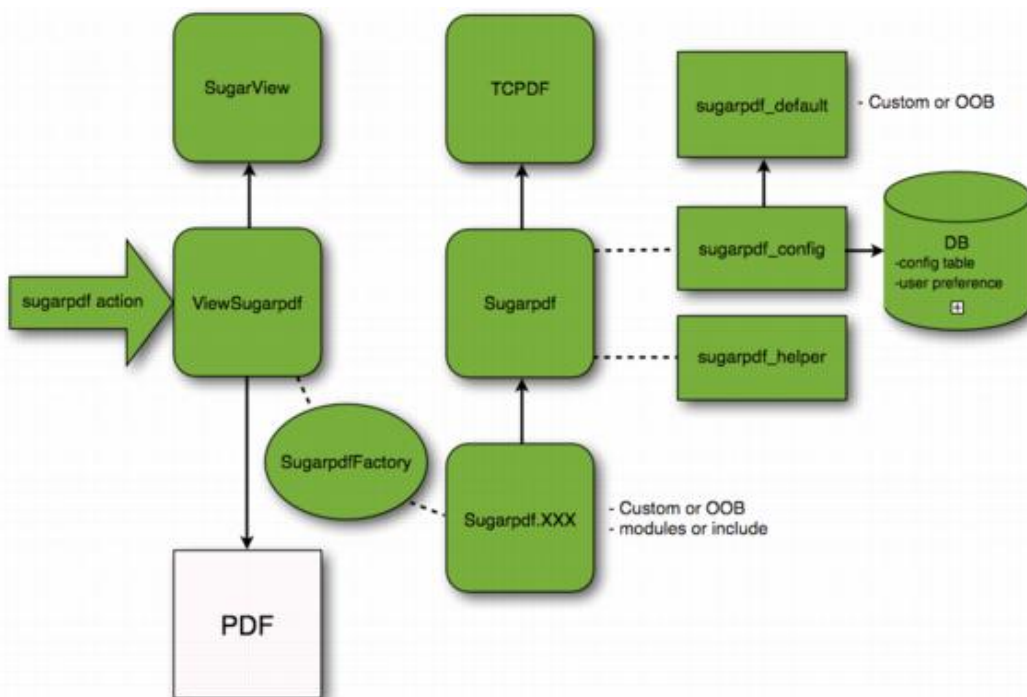 SugarView
TCPDF
sugarpdf_default
- Custom or OOB
sugarpdf action
ViewSugarpdf
Sugarpdf
sugarpdf_config
DB
-config table
-user preference
sugarpdf_helper
SugarpdfFactory
Sugarpdf.XXX
- Custom or OOB
- modules or include
PDF